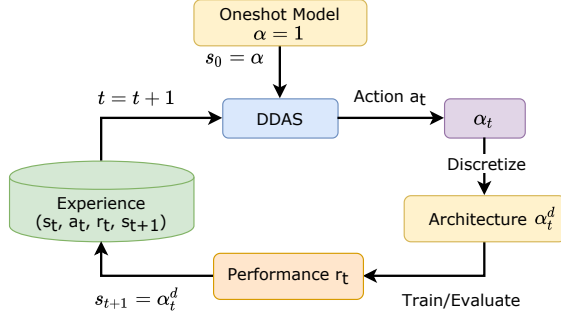 Oneshot Model
α = 1
s₀ = α
t = t + 1
DDAS
Action aₜ
αₜ
Discretize
Experience
(sₜ, aₜ, rₜ, sₜ₊₁)
Architecture αₜᵈ
Performance rₜ
sₜ₊₁ = αₜᵈ
Train/Evaluate